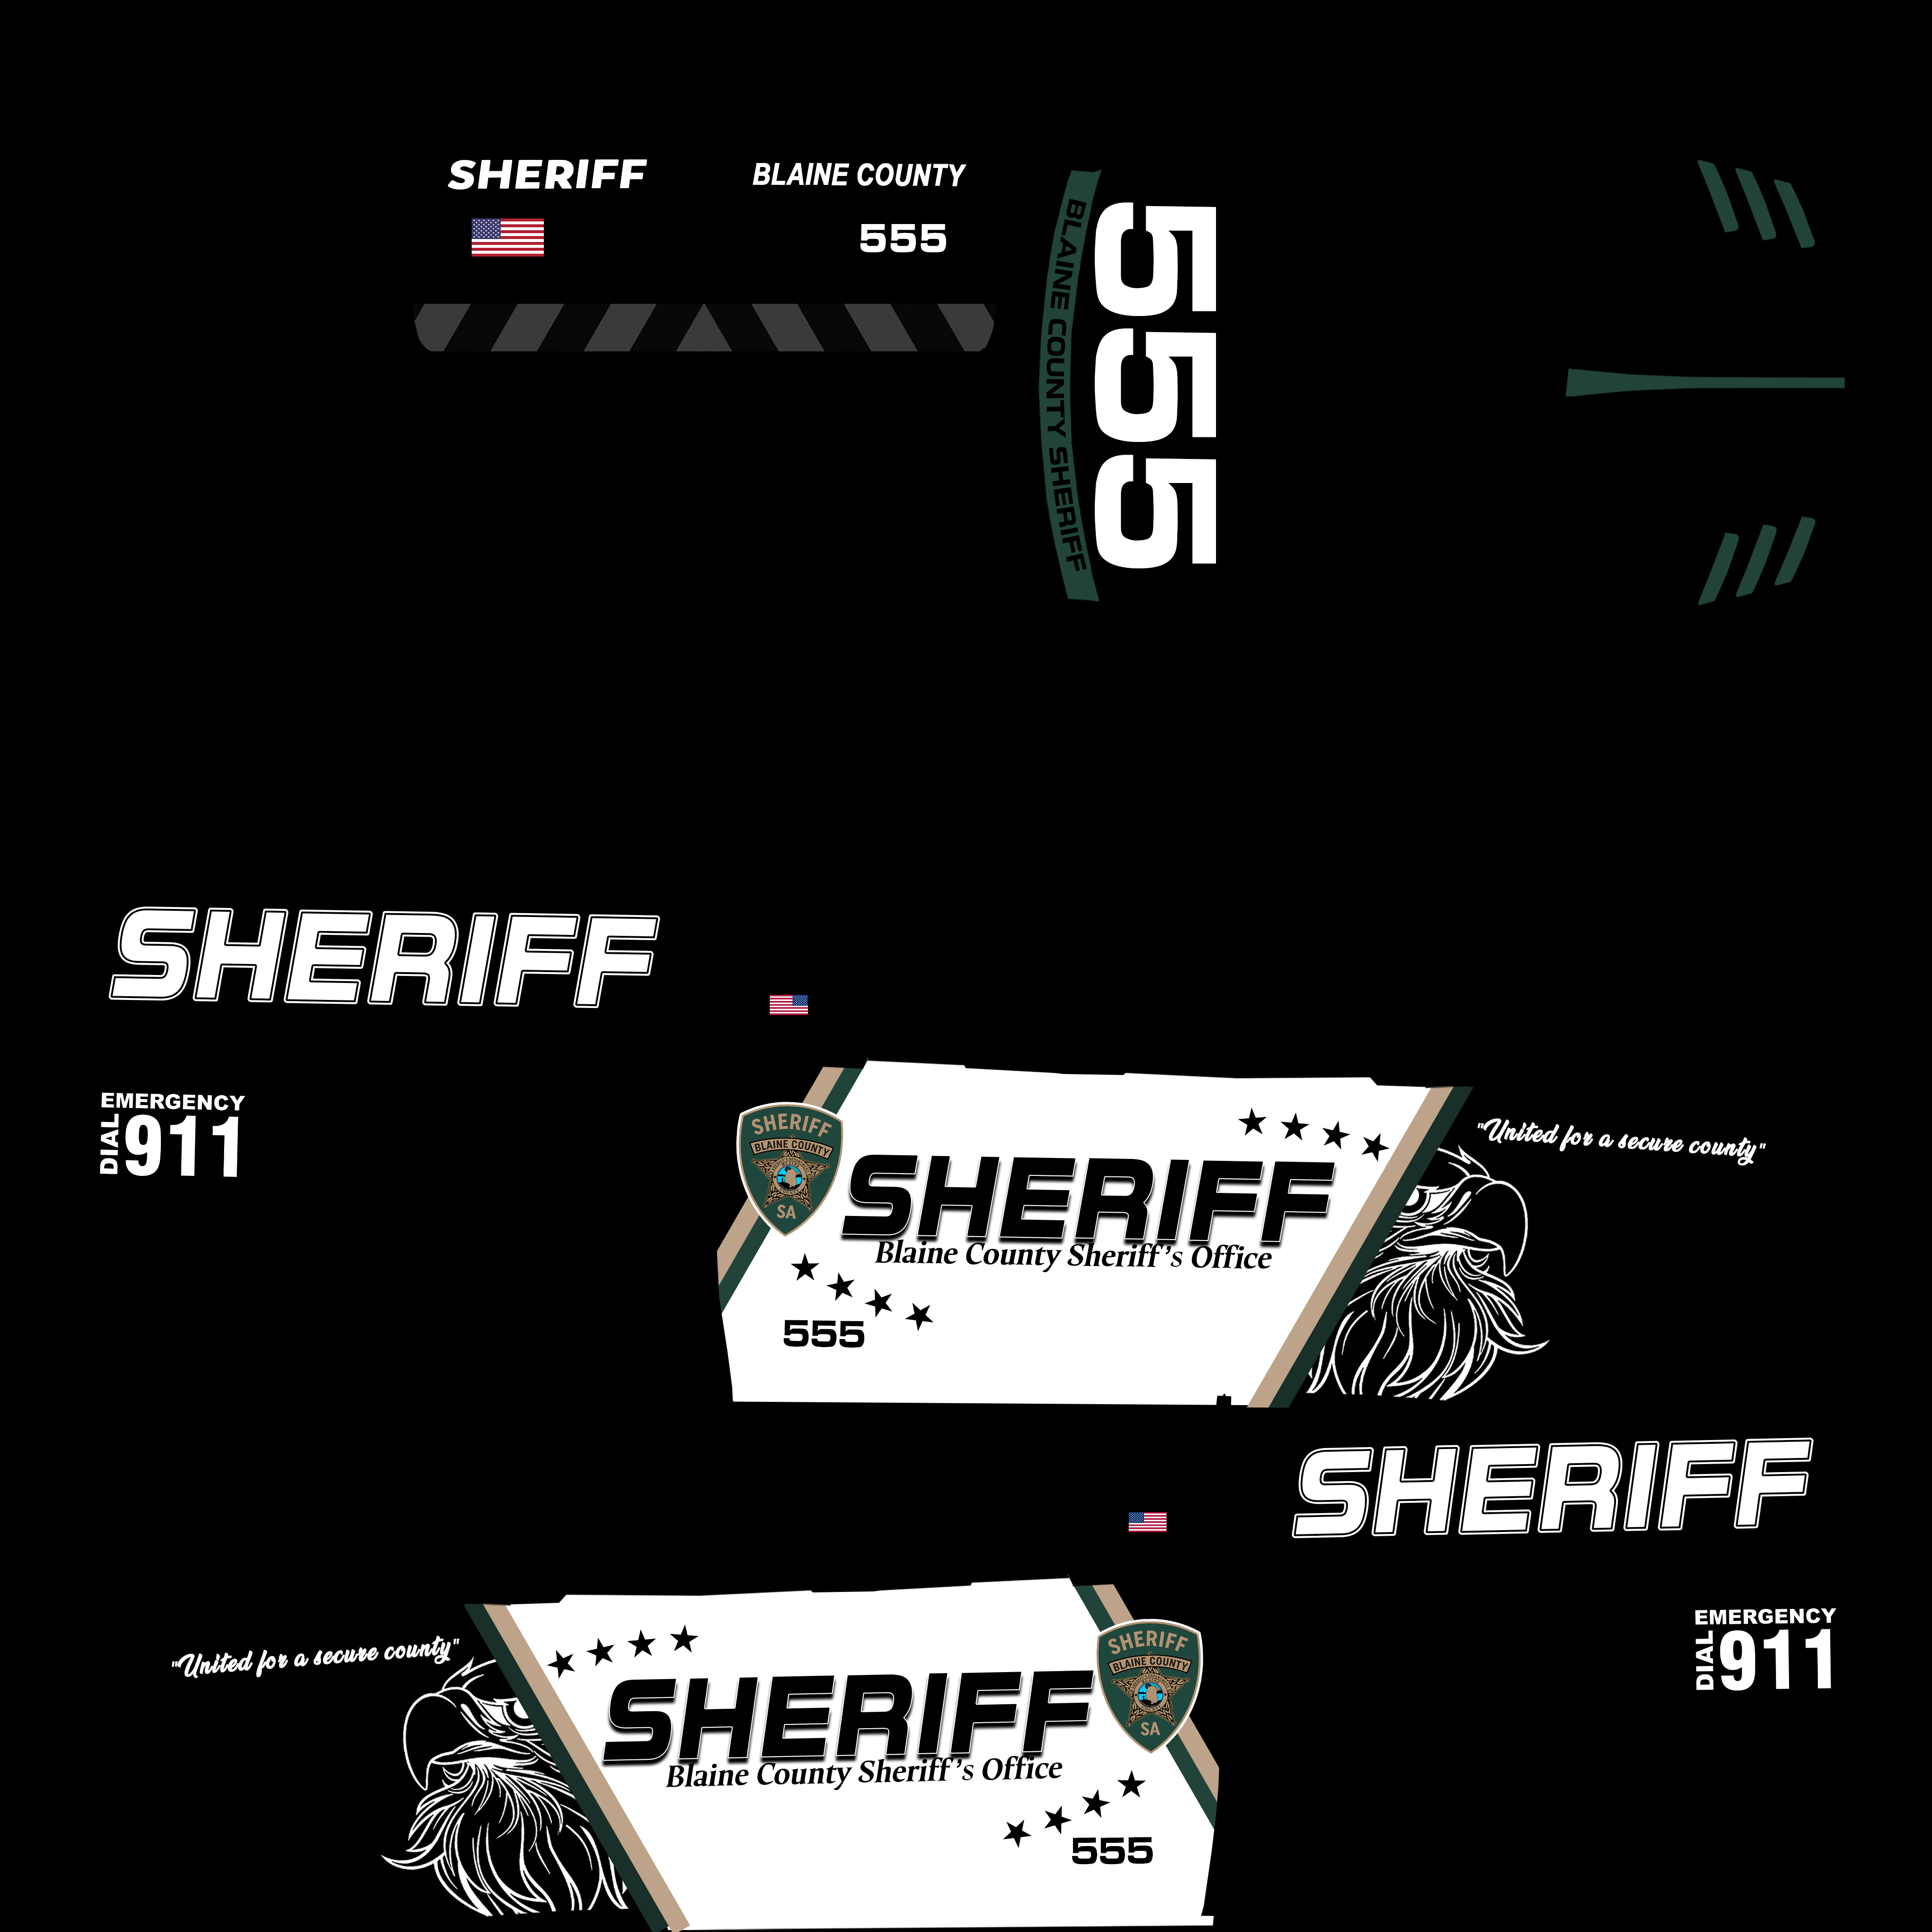 SHERIFF
BLAINE COUNTY
555
BLAINE COUNTY SHERIFF
555
SHERIFF
EMERGENCY
DIAL
911
SHERIFF
BLAINE COUNTY
SA
SHERIFF
Blaine County Sheriff's Office
555
"United for a secure county"
SHERIFF
"United for a secure county"
SHERIFF
Blaine County Sheriff's Office
SHERIFF
BLAINE COUNTY
SA
555
EMERGENCY
DIAL
911